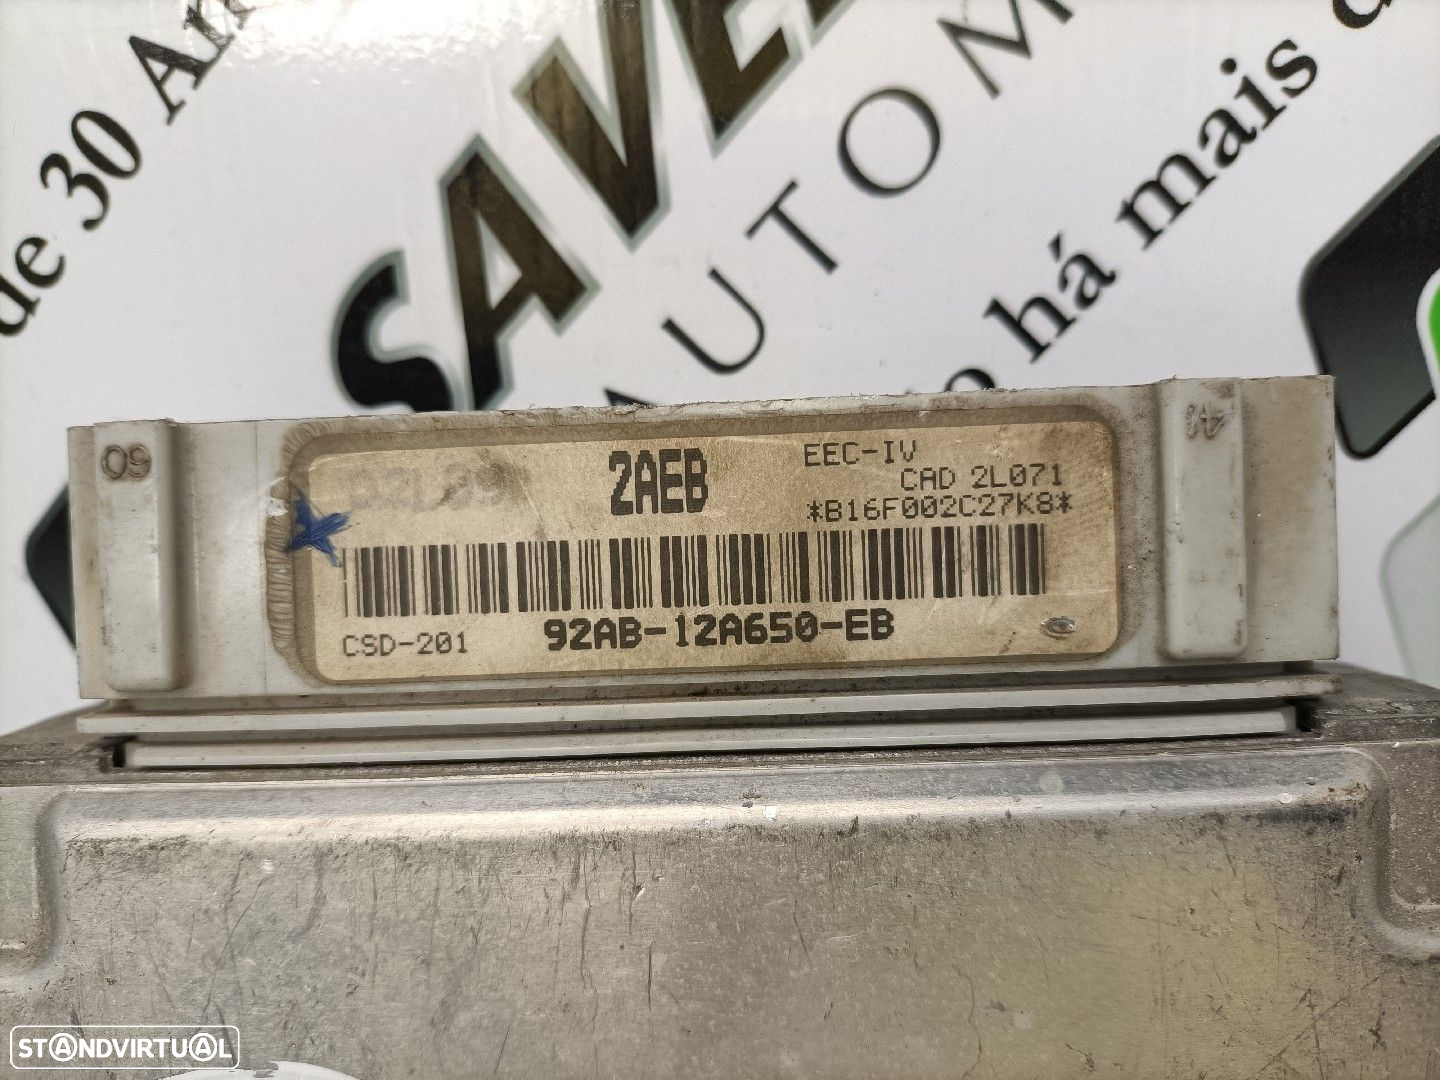 de 30 An
SAVE
AUTOM
há mais d
09
2AEB
EEC-IV
CAD 2L071
*B16F002C27K8*
CSD-201
92AB-12A650-EB
STANDVIRTUAL